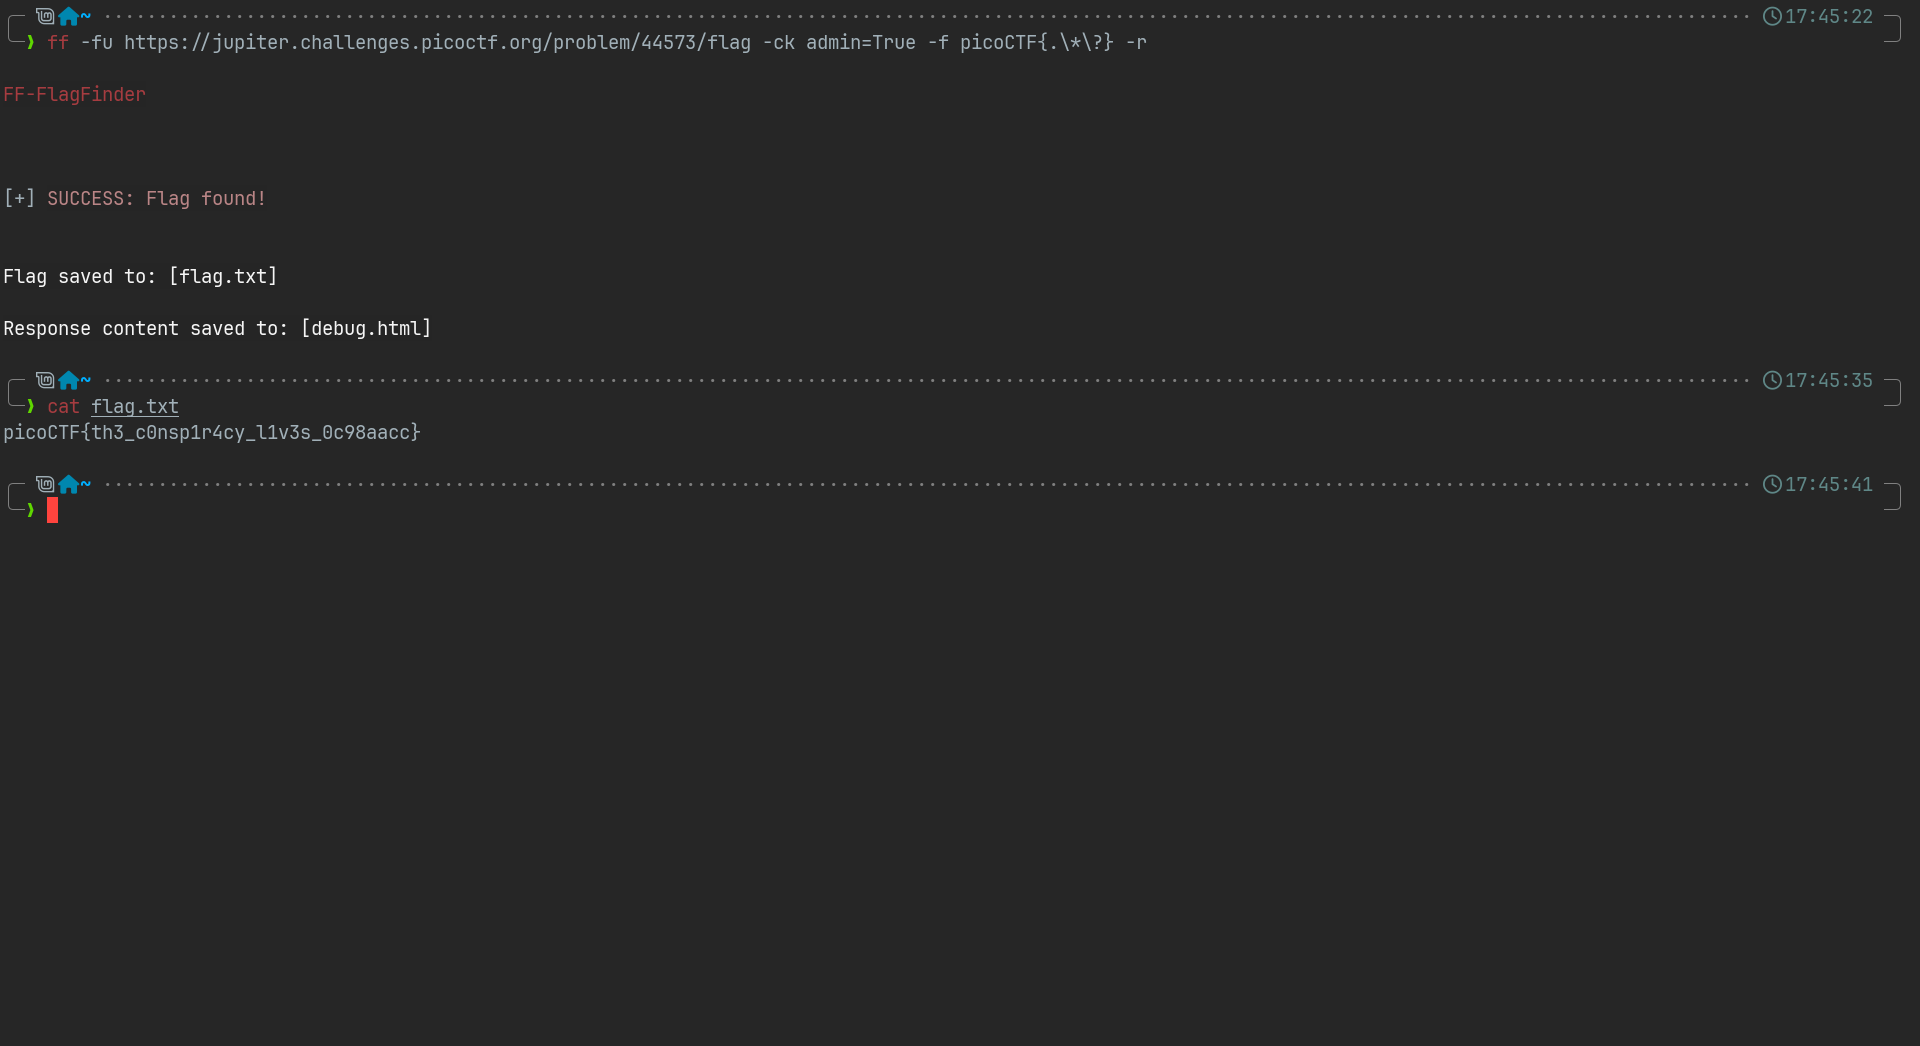 ~ 17:45:22
❯ ff -fu https://jupiter.challenges.picoctf.org/problem/44573/flag -ck admin=True -f picoCTF{.\*\?} -r
FF-FlagFinder
[+] SUCCESS: Flag found!
Flag saved to: [flag.txt]
Response content saved to: [debug.html]
~ 17:45:35
❯ cat flag.txt
picoCTF{th3_c0nsp1r4cy_l1v3s_0c98aacc}
~ 17:45:41
❯